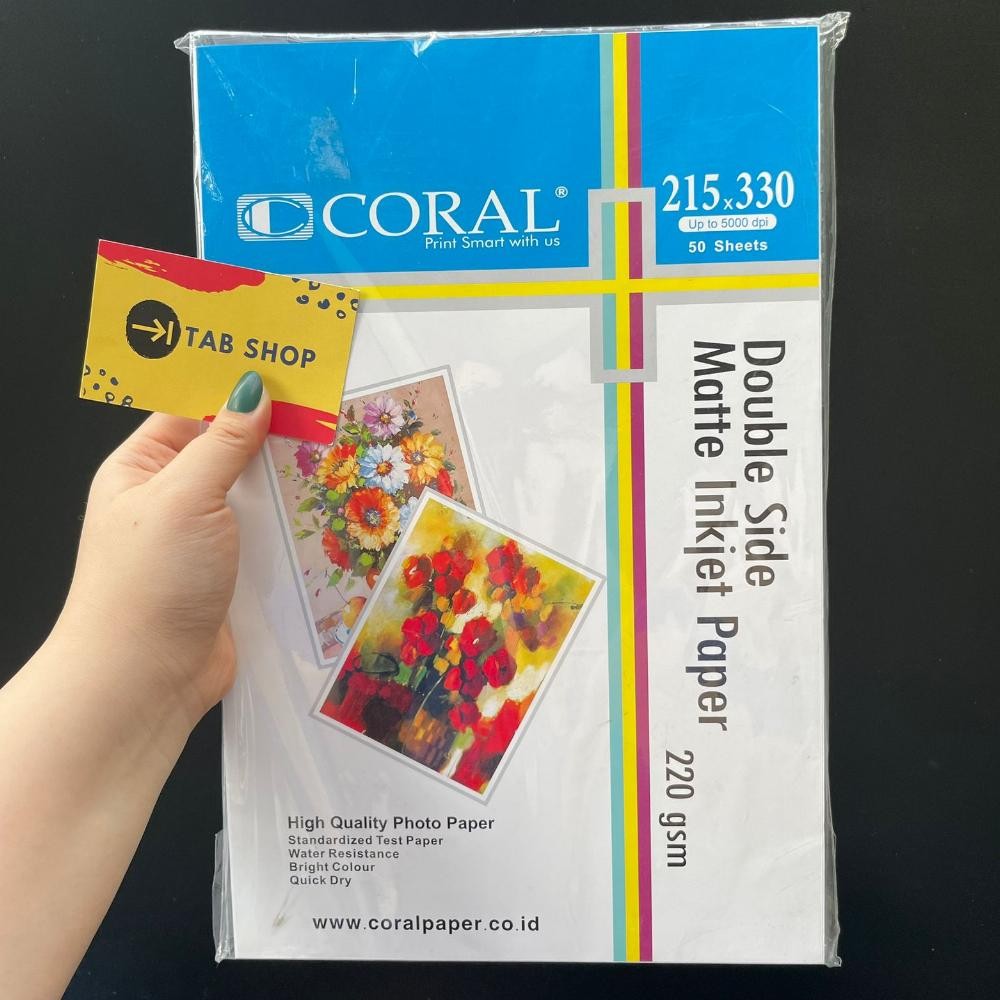 CORAL®
Print Smart with us
215x330
Up to 5000 dpi
50 Sheets
TAB SHOP
Double Side
Matte Inkjet Paper
220 gsm
High Quality Photo Paper
Standardized Test Paper
Water Resistance
Bright Colour
Quick Dry
www.coralpaper.co.id